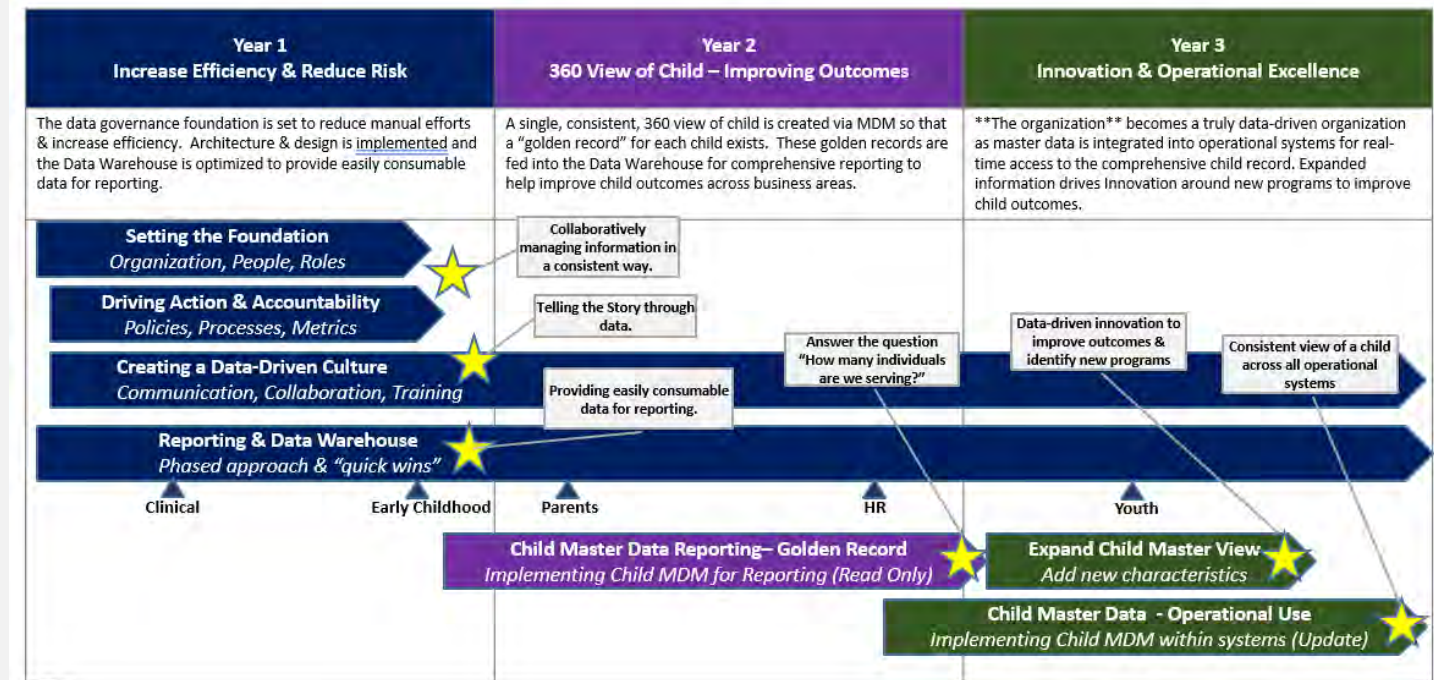 Year 1
Increase Efficiency & Reduce Risk
Year 2
360 View of Child – Improving Outcomes
Year 3
Innovation & Operational Excellence
The data governance foundation is set to reduce manual efforts
& increase efficiency.  Architecture & design is implemented and
the Data Warehouse is optimized to provide easily consumable
data for reporting.
A single, consistent, 360 view of child is created via MDM so that
a “golden record” for each child exists.  These golden records are
fed into the Data Warehouse for comprehensive reporting to
help improve child outcomes across business areas.
**The organization** becomes a truly data-driven organization
as master data is integrated into operational systems for real-
time access to the comprehensive child record. Expanded
information drives Innovation around new programs to improve
child outcomes.
Setting the Foundation
Organization, People, Roles
Collaboratively
managing information in
a consistent way.
Driving Action & Accountability
Policies, Processes, Metrics
Telling the Story through
data.
Creating a Data-Driven Culture
Communication, Collaboration, Training
Providing easily consumable
data for reporting.
Answer the question
“How many individuals
are we serving?”
Data-driven innovation to
improve outcomes &
identify new programs
Consistent view of a child
across all operational
systems
Reporting & Data Warehouse
Phased approach & “quick wins”
Clinical
Early Childhood
Parents
HR
Youth
Child Master Data Reporting– Golden Record
Implementing Child MDM for Reporting (Read Only)
Expand Child Master View
Add new characteristics
Child Master Data  - Operational Use
Implementing Child MDM within systems (Update)